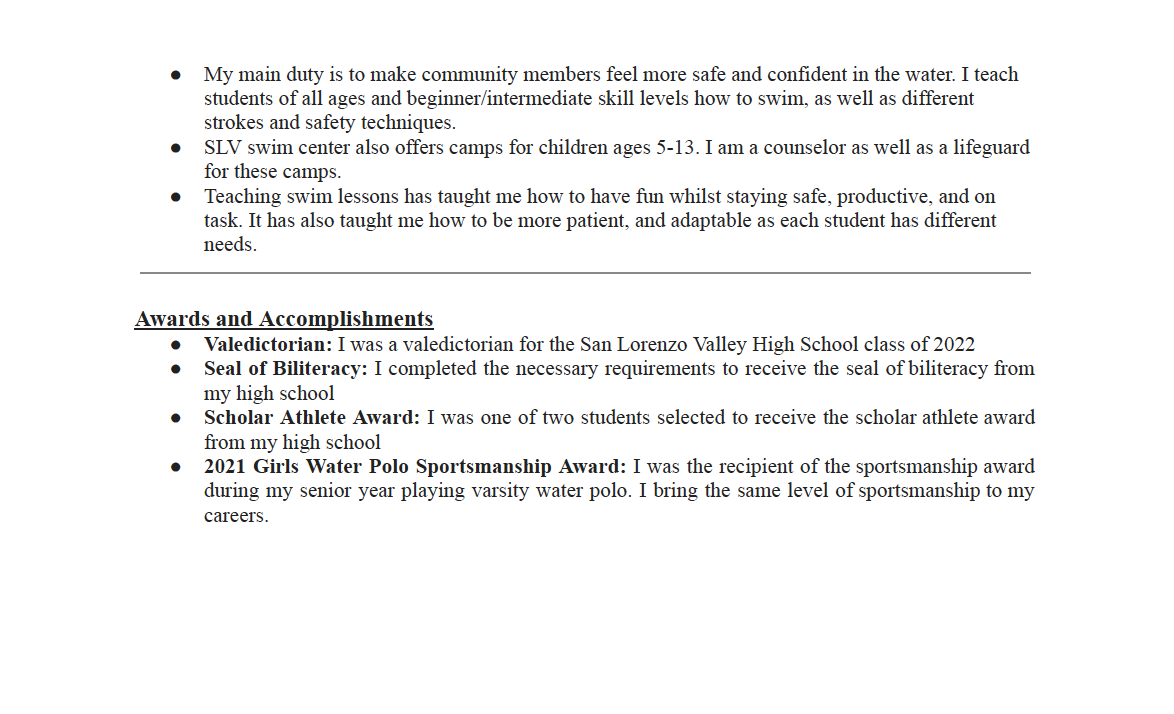 ● My main duty is to make community members feel more safe and confident in the water. I teach
students of all ages and beginner/intermediate skill levels how to swim, as well as different
strokes and safety techniques.
● SLV swim center also offers camps for children ages 5-13. I am a counselor as well as a lifeguard
for these camps.
● Teaching swim lessons has taught me how to have fun whilst staying safe, productive, and on
task. It has also taught me how to be more patient, and adaptable as each student has different
needs.
Awards and Accomplishments
● Valedictorian: I was a valedictorian for the San Lorenzo Valley High School class of 2022
● Seal of Biliteracy: I completed the necessary requirements to receive the seal of biliteracy from
my high school
● Scholar Athlete Award: I was one of two students selected to receive the scholar athlete award
from my high school
● 2021 Girls Water Polo Sportsmanship Award: I was the recipient of the sportsmanship award
during my senior year playing varsity water polo. I bring the same level of sportsmanship to my
careers.